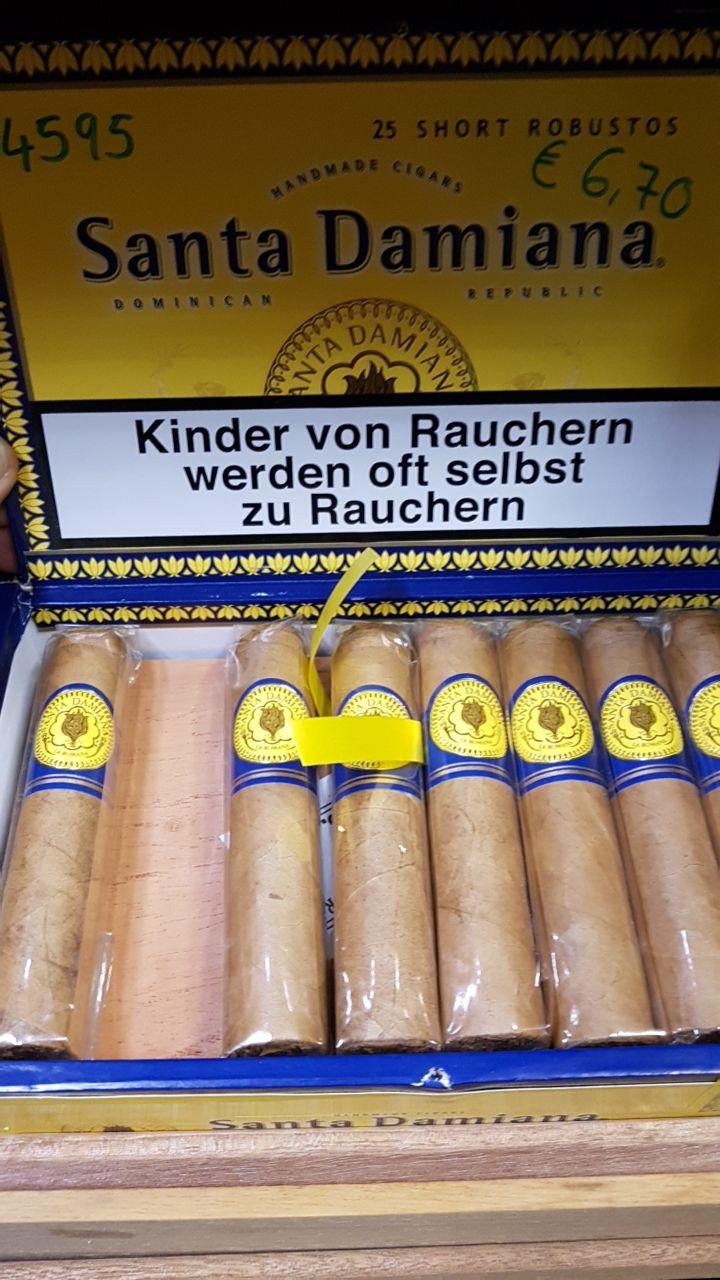 4595
25 SHORT ROBUSTOS
€ 6,70
HANDMADE CIGARS
Santa Damiana
DOMINICAN REPUBLIC
SANTA DAMIANA
Kinder von Rauchern
werden oft selbst
zu Rauchern
Santa Damiana